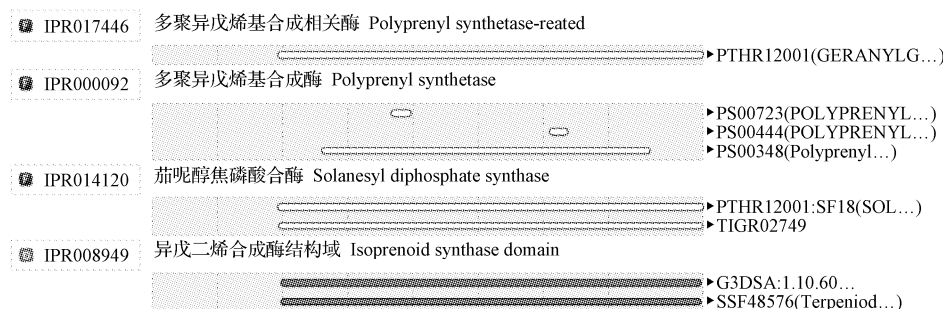 IPR017446 多聚异戊烯基合成相关酶 Polyprenyl synthetase-reated
PTHR12001(GERANYLG…)
IPR000092 多聚异戊烯基合成酶 Polyprenyl synthetase
PS00723(POLYPRENYL…)
PS00444(POLYPRENYL…)
PS00348(Polyprenyl…)
IPR014120 茄呢醇焦磷酸合酶 Solanesyl diphosphate synthase
PTHR12001:SF18(SOL…)
TIGR02749
IPR008949 异戊二烯合成酶结构域 Isoprenoid synthase domain
G3DSA:1.10.60…
SSF48576(Terpeniod…)